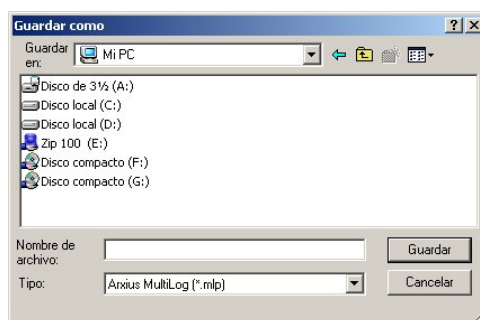 Guardar como
Guardar en:
Mi PC
Disco de 3½ (A:)
Disco local (C:)
Disco local (D:)
Zip 100 (E:)
Disco compacto (F:)
Disco compacto (G:)
Nombre de archivo:
Guardar
Tipo:
Arxius MultiLog (*.mlp)
Cancelar